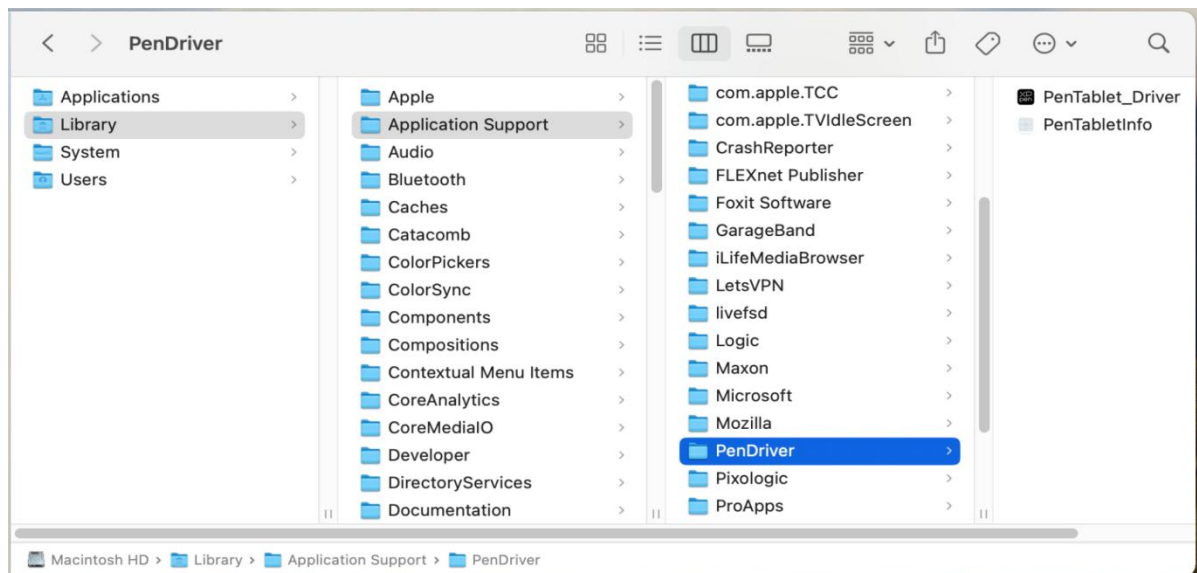 PenDriver
Applications
Library
System
Users
Apple
Application Support
Audio
Bluetooth
Caches
Catacomb
ColorPickers
ColorSync
Components
Compositions
Contextual Menu Items
CoreAnalytics
CoreMediaIO
Developer
DirectoryServices
Documentation
com.apple.TCC
com.apple.TVIdleScreen
CrashReporter
FLEXnet Publisher
Foxit Software
GarageBand
iLifeMediaBrowser
LetsVPN
livefsd
Logic
Maxon
Microsoft
Mozilla
PenDriver
Pixologic
ProApps
PenTablet_Driver
PenTabletInfo
Macintosh HD › Library › Application Support › PenDriver